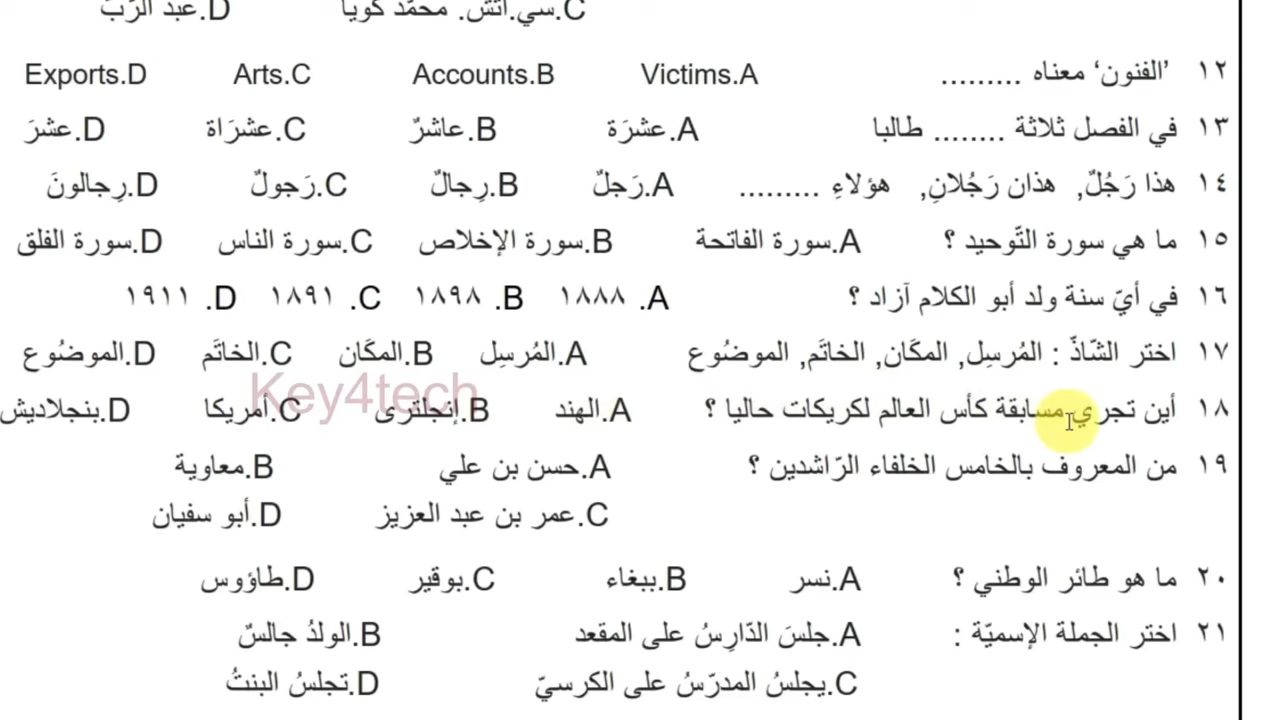 C.سي.اتش. محمّد كويا D.عبد الرّبّ
١٢ ’الفنون‘ معناه ......... Victims.A Accounts.B Arts.C Exports.D
١٣ في الفصل ثلاثة ........ طالبا A.عشرَة B.عاشرٌ C.عشرَاة D.عشرَ
١٤ هذا رَجُلٌ, هذان رَجُلانِ, هؤلاءِ ......... A.رَجلٌ B.رِجالٌ C.رَجولٌ D.رِجالونَ
١٥ ما هي سورة التّوحيد ؟ A.سورة الفاتحة B.سورة الإخلاص C.سورة الناس D.سورة الفلق
١٦ في أيّ سنة ولد أبو الكلام آزاد ؟ A. ١٨٨٨ B. ١٨٩٨ C. ١٨٩١ D. ١٩١١
١٧ اختر الشّاذّ : المُرسِل, المكَان, الخاتَم, الموضُوع A.المُرسِل B.المكَان C.الخاتَم D.الموضُوع
Key4tech
١٨ أين تجري مسابقة كأس العالم لكريكات حاليا ؟ A.الهند B.إنجلترى C.أمريكا D.بنجلاديش
١٩ من المعروف بالخامس الخلفاء الرّاشدين ؟ A.حسن بن علي B.معاوية
C.عمر بن عبد العزيز D.أبو سفيان
٢٠ ما هو طائر الوطني ؟ A.نسر B.ببغاء C.بوقير D.طاؤوس
٢١ اختر الجملة الإسميّة : A.جلسَ الدّارِسُ على المقعد B.الولدُ جالسٌ
C.يجلسُ المدرّسُ على الكرسيّ D.تجلسُ البنتُ